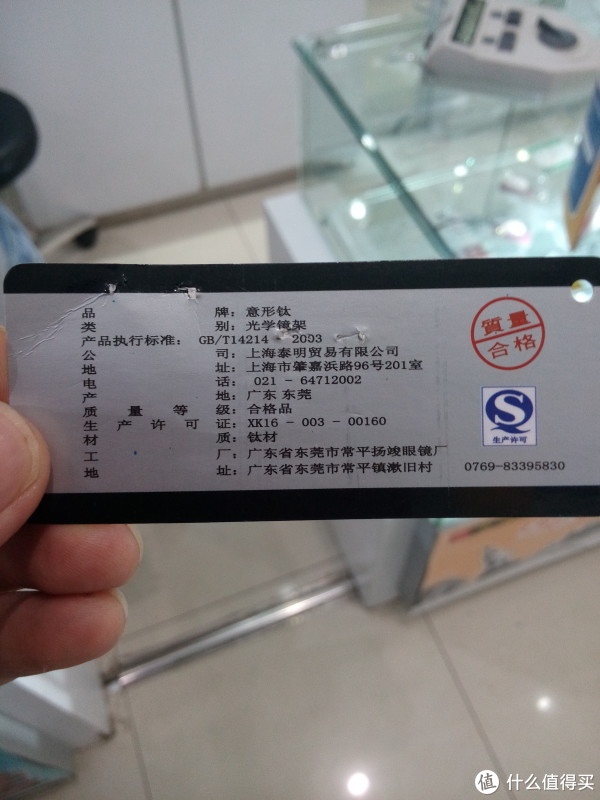 品牌：意形钛
类别：光学镜架
产品执行标准：GB/T14214 - 2003
公司：上海泰明贸易有限公司
地址：上海市肇嘉浜路96号201室
电话：021 - 64712002
产地：广东 东莞
质量等级：合格品
生产许可证：XK16 - 003 - 00160
材质：钛材
工厂：广东省东莞市常平扬竣眼镜厂
地址：广东省东莞市常平镇漱旧村
0769-83395830
質量
合格
生产许可
值 什么值得买